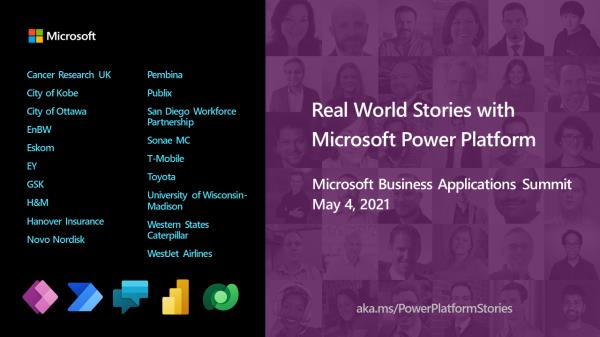 Microsoft
Cancer Research UK
City of Kobe
City of Ottawa
EnBW
Eskom
EY
GSK
H&M
Hanover Insurance
Novo Nordisk
Pembina
Publix
San Diego Workforce
Partnership
Sonae MC
T-Mobile
Toyota
University of Wisconsin-
Madison
Western States
Caterpillar
WestJet Airlines
Real World Stories with
Microsoft Power Platform
Microsoft Business Applications Summit
May 4, 2021
aka.ms/PowerPlatformStories